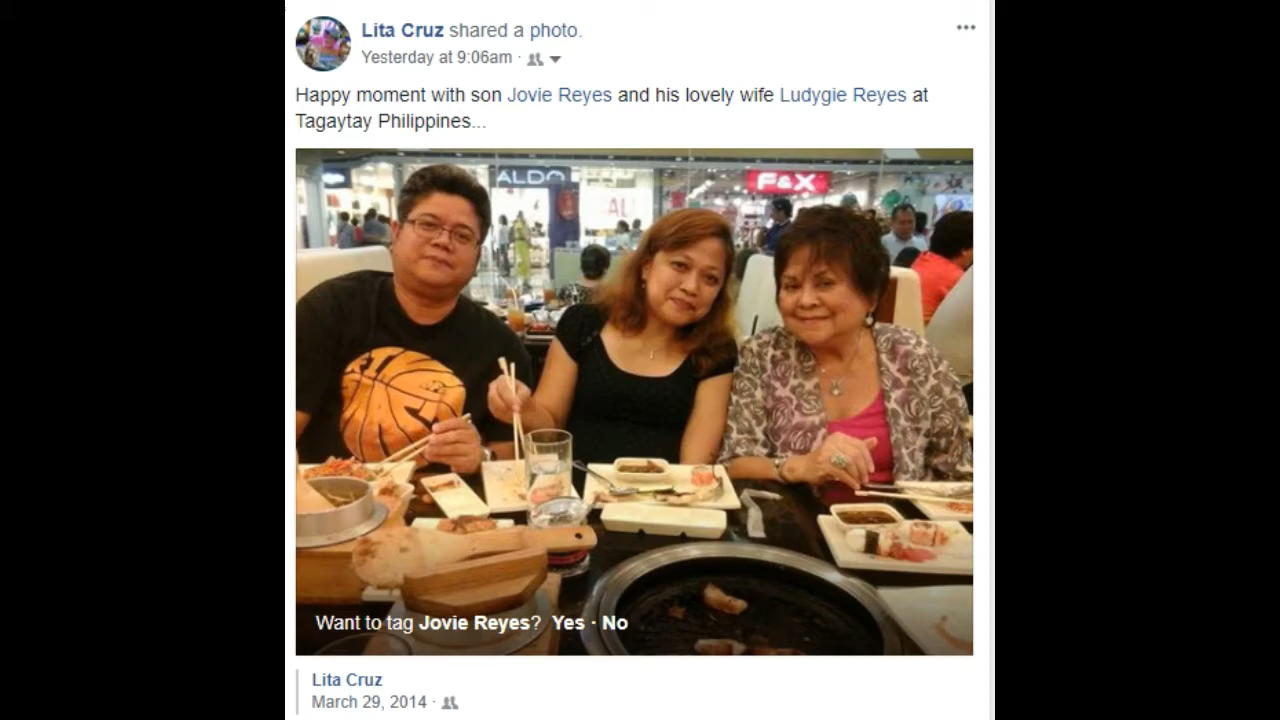 Lita Cruz shared a photo.
Yesterday at 9:06am ·
Happy moment with son Jovie Reyes and his lovely wife Ludygie Reyes at
Tagaytay Philippines...
ALDO
F&X
AL
Want to tag Jovie Reyes? Yes · No
Lita Cruz
March 29, 2014 ·